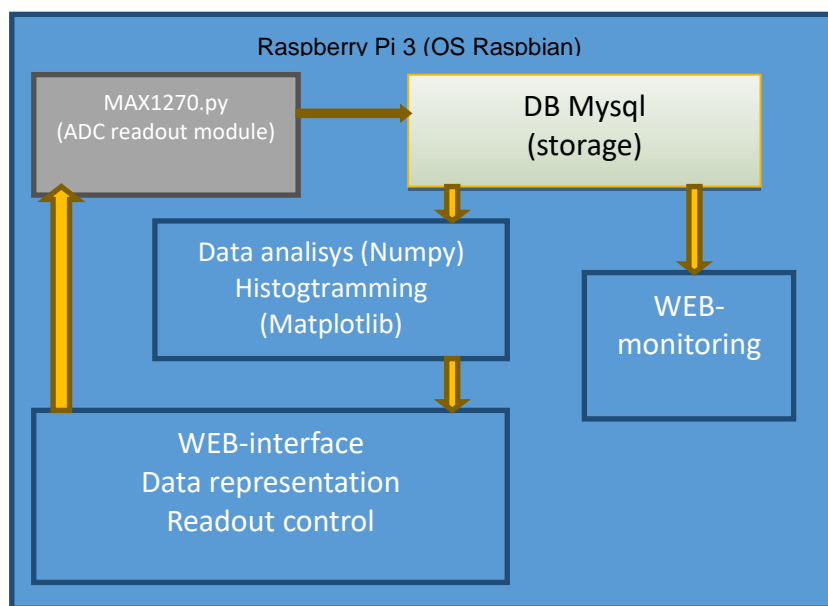 Raspberry Pi 3 (OS Raspbian)
MAX1270.py
(ADC readout module)
DB Mysql
(storage)
Data analisys (Numpy)
Histogtramming
(Matplotlib)
WEB-
monitoring
WEB-interface
Data representation
Readout control